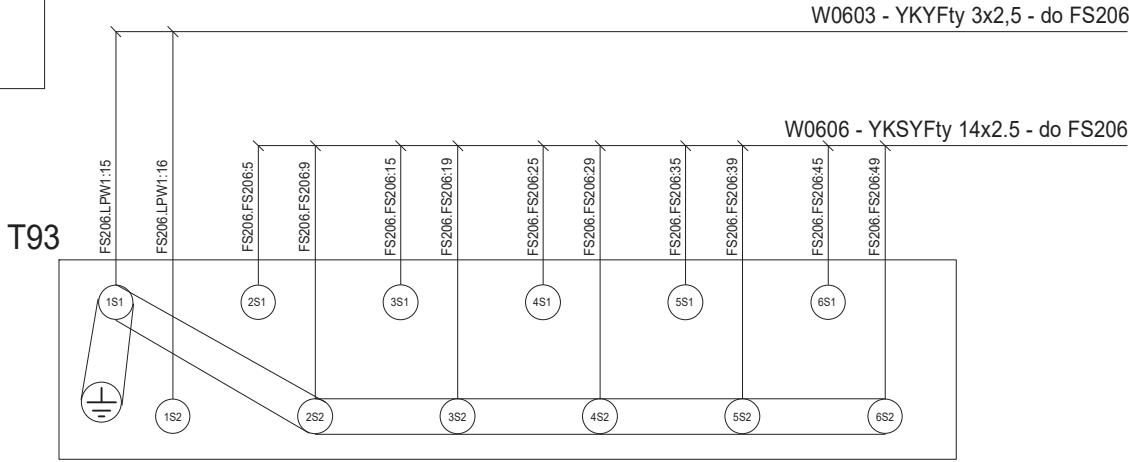 W0603 - YKYFty 3x2,5 - do FS206
W0606 - YKSYFty 14x2.5 - do FS206
FS206.LPW1:15
FS206.LPW1:16
FS206.FS206:5
FS206.FS206:9
FS206.FS206:15
FS206.FS206:19
FS206.FS206:25
FS206.FS206:29
FS206.FS206:35
FS206.FS206:39
FS206.FS206:45
FS206.FS206:49
T93
1S1
2S1
3S1
4S1
5S1
6S1
1S2
2S2
3S2
4S2
5S2
6S2